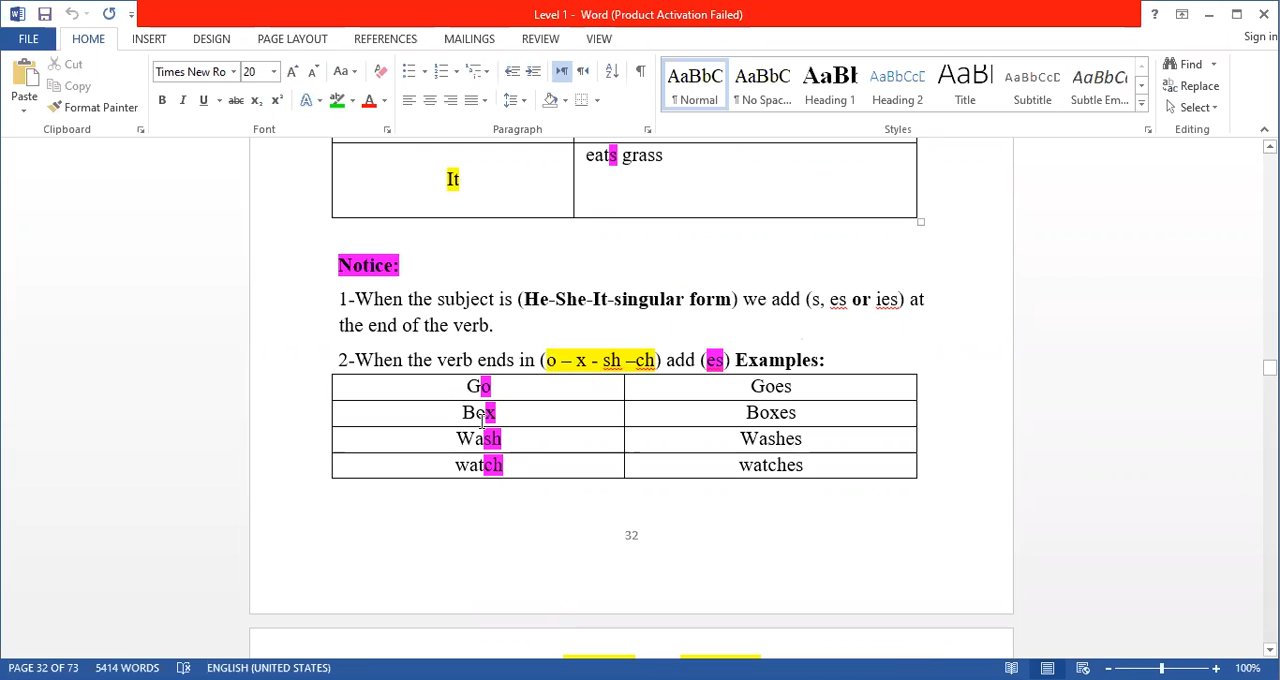 Level 1 - Word (Product Activation Failed)
FILE HOME INSERT DESIGN PAGE LAYOUT REFERENCES MAILINGS REVIEW VIEW Sign in
Paste Cut Copy Format Painter
Times New Ro 20
AaBbC AaBbC AaBb AaBbC AaB AaBbCcD AaBbCcD
¶ Normal ¶ No Spac... Heading 1 Heading 2 Title Subtitle Subtle Em...
Find Replace Select
Clipboard Font Paragraph Styles Editing
It eats grass
Notice:
1-When the subject is (He-She-It-singular form) we add (s, es or ies) at
the end of the verb.
2-When the verb ends in (o – x - sh –ch) add (es) Examples:
Go Goes
Box Boxes
Wash Washes
watch watches
32
PAGE 32 OF 73 5414 WORDS ENGLISH (UNITED STATES) 100%